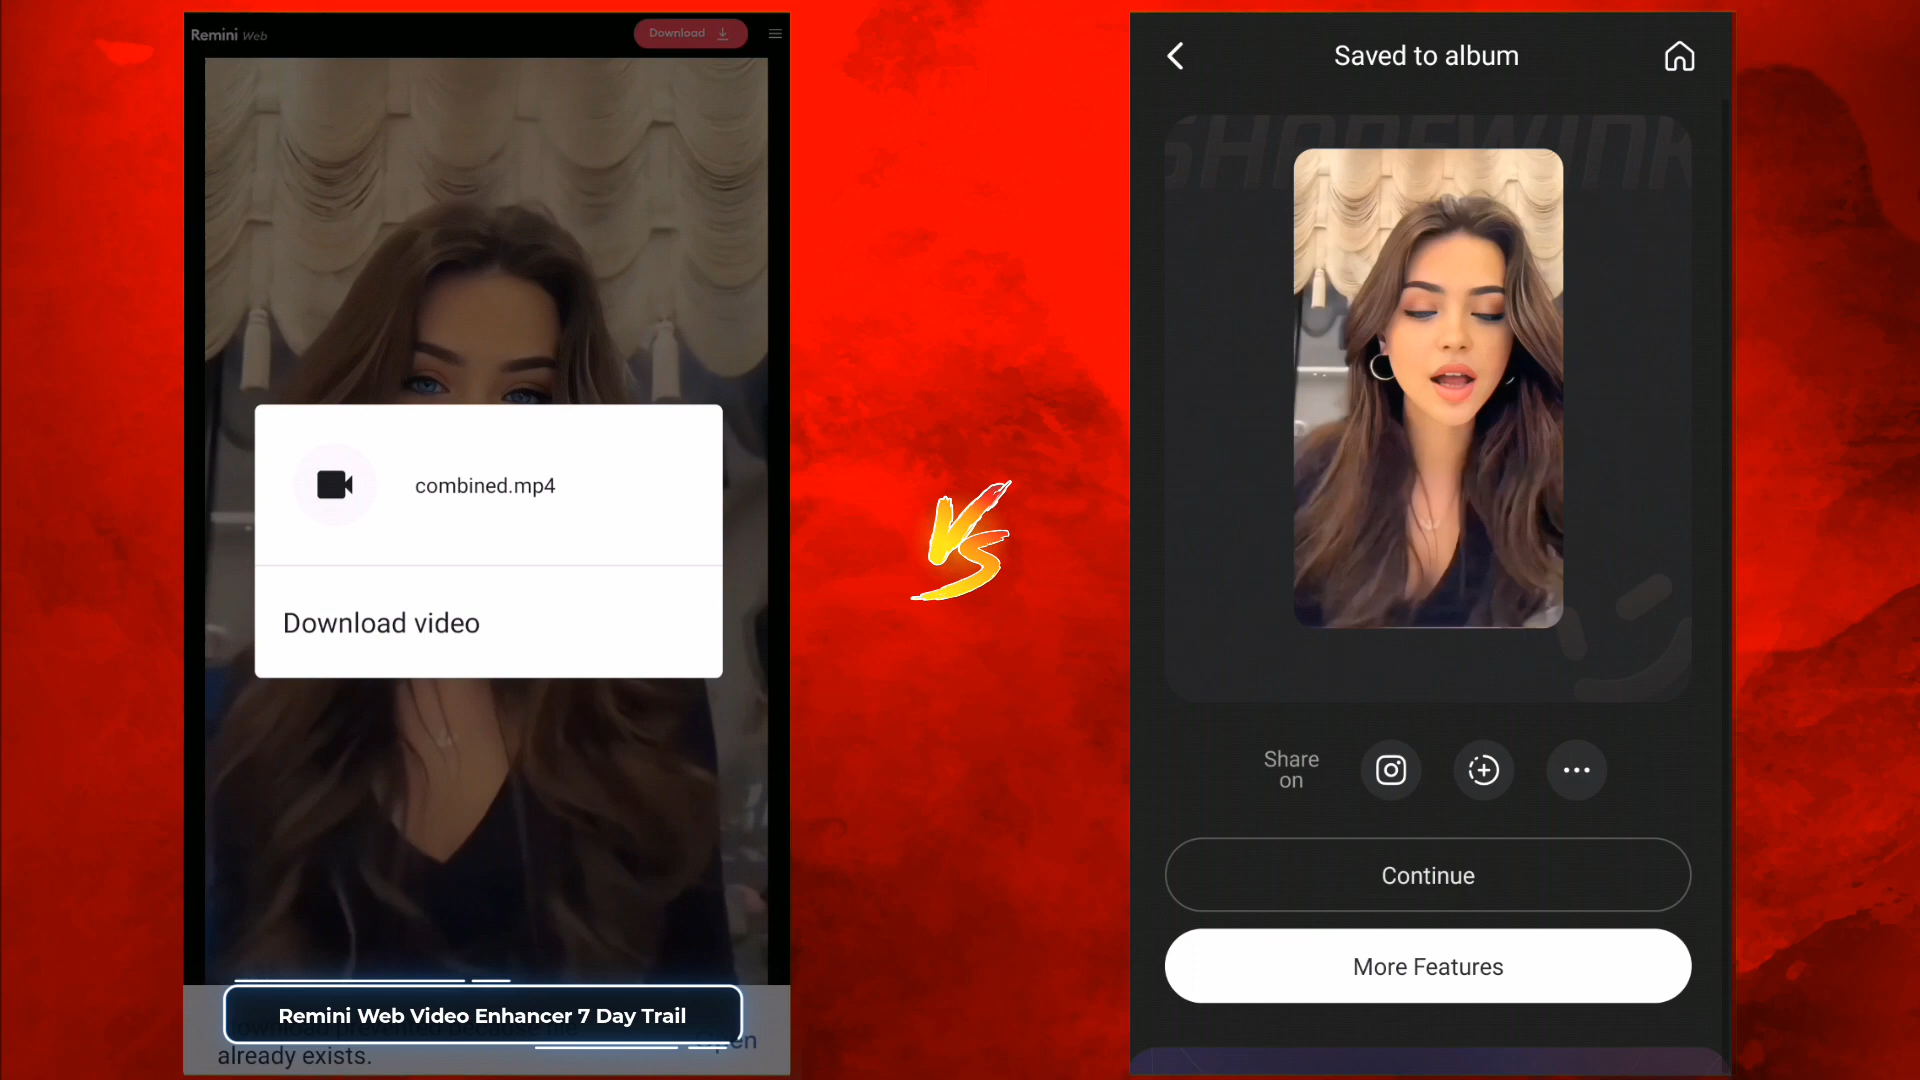 Remini Web
Download
combined.mp4
Download video
Remini Web Video Enhancer 7 Day Trail
already exists.
VS
Saved to album
Share
on
Continue
More Features